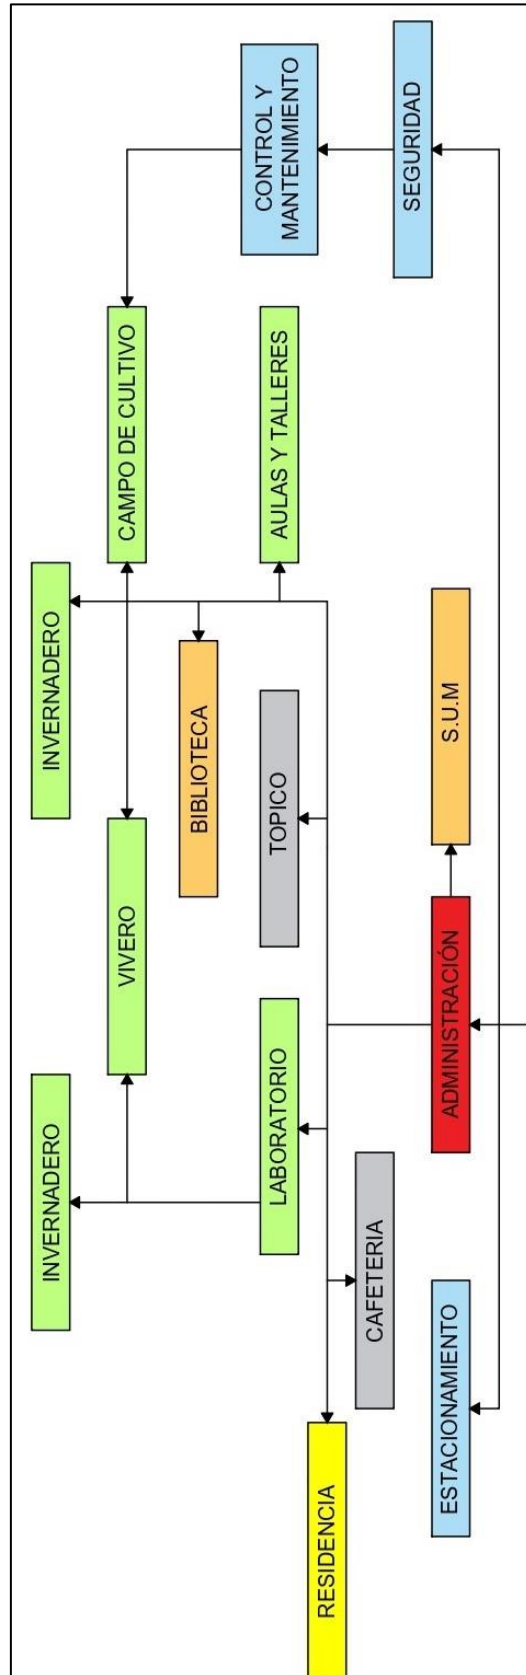 INVERNADERO
INVERNADERO
VIVERO
CAMPO DE CULTIVO
BIBLIOTECA
LABORATORIO
TOPICO
AULAS Y TALLERES
CONTROL Y
MANTENIMIENTO
RESIDENCIA
CAFETERIA
SEGURIDAD
ESTACIONAMIENTO
ADMINISTRACIÓN
S.U.M